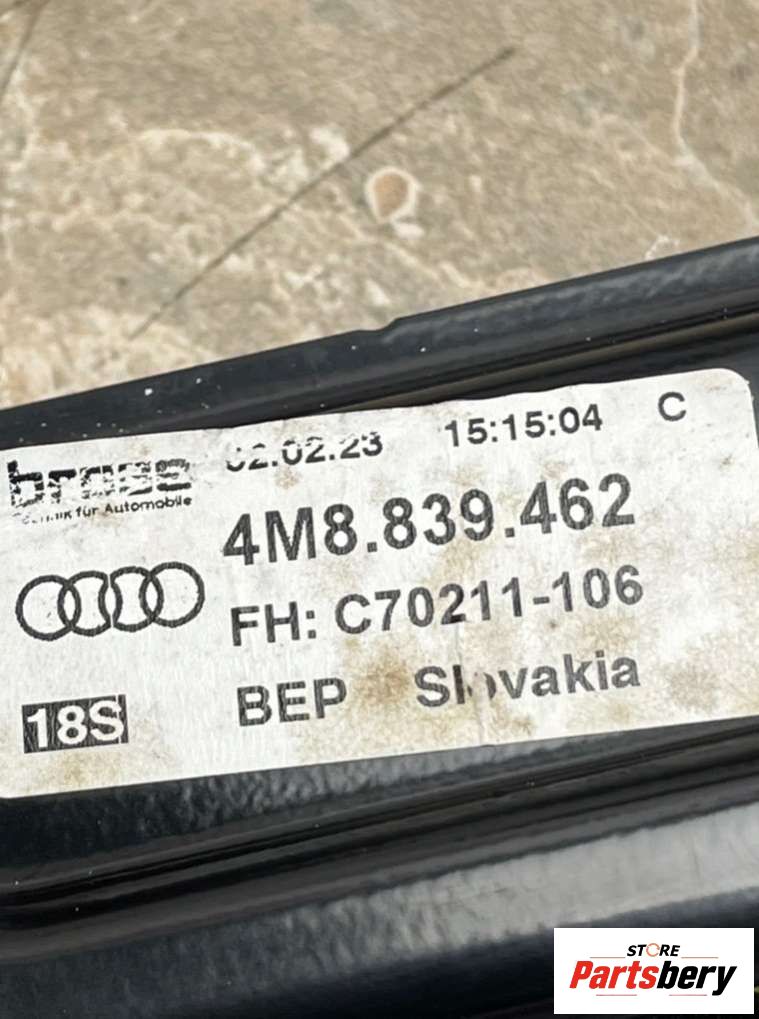 brose 02.02.23 15:15:04 C
Technik für Automobile
4M8.839.462
FH: C70211-106
18S BEP Slovakia
STORE
Partsbery